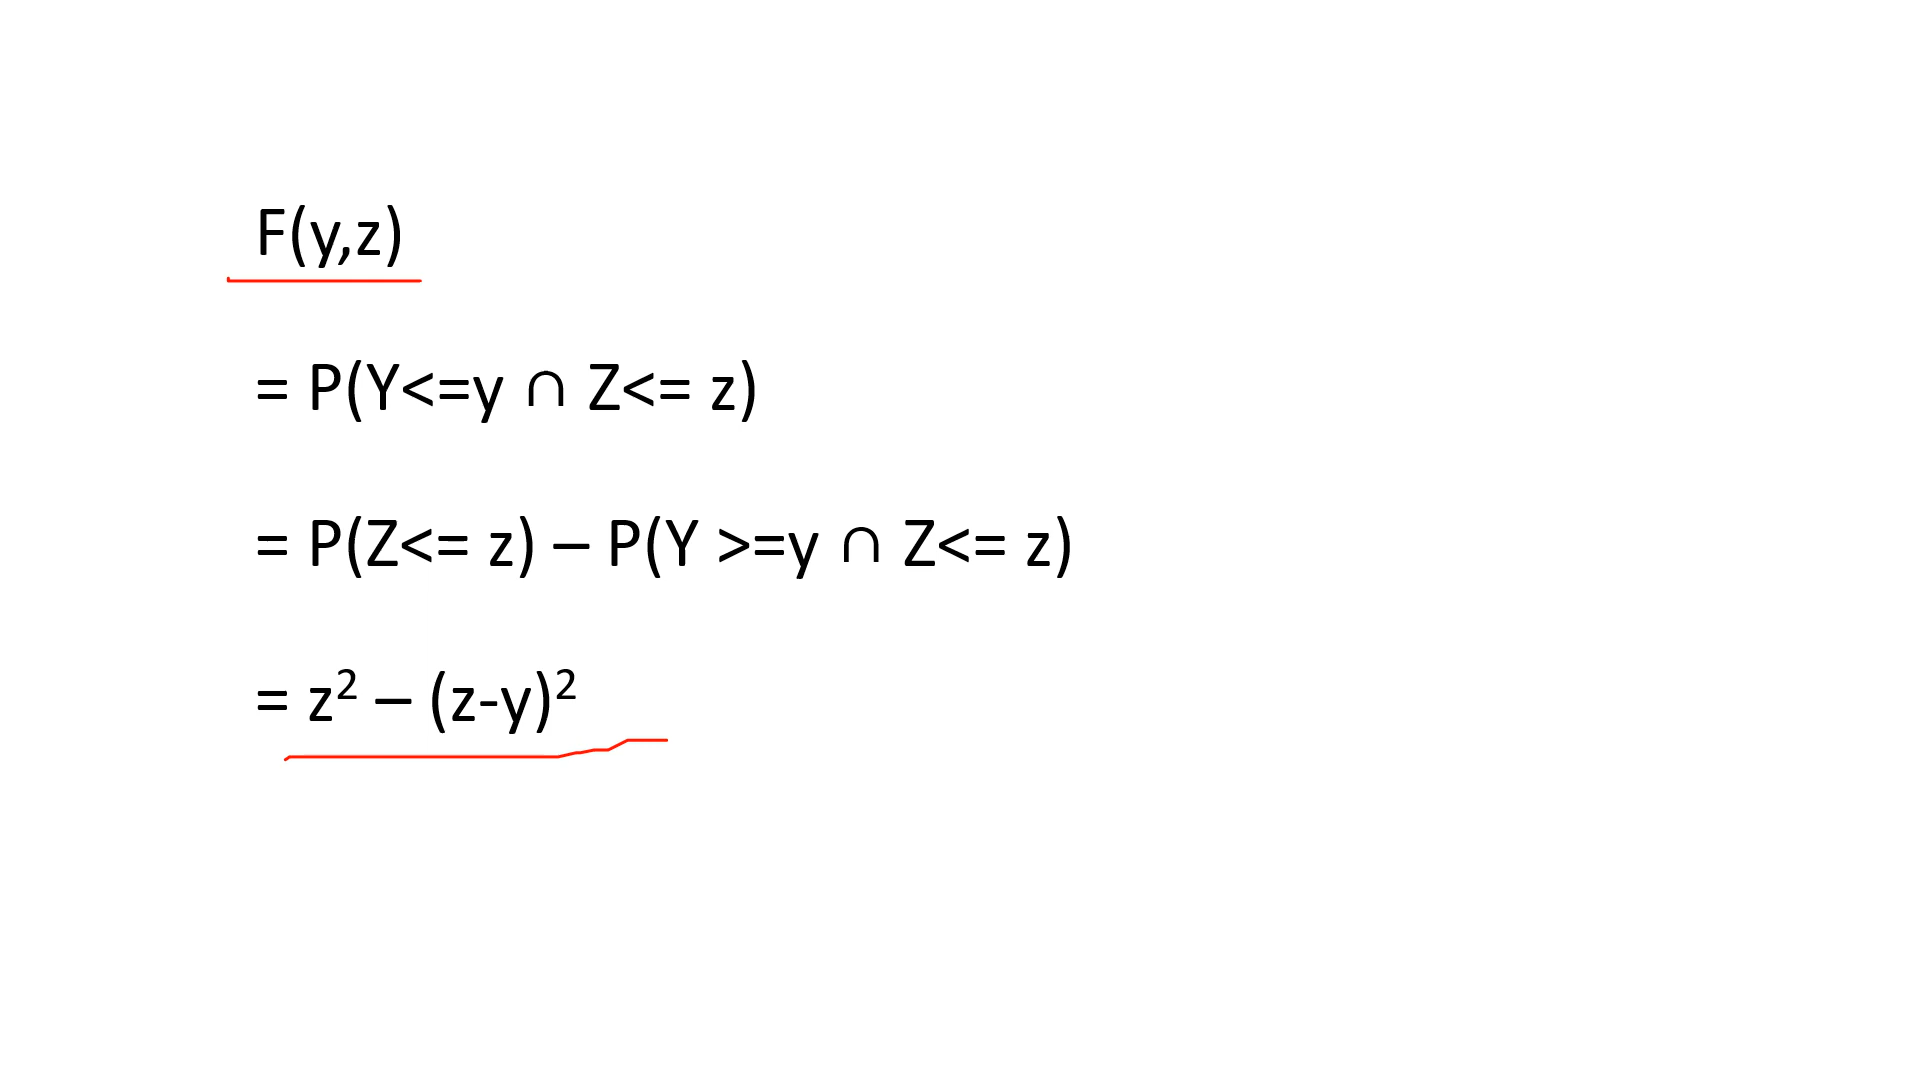 F(y,z)
= P(Y<=y ∩ Z<= z)
= P(Z<= z) – P(Y >=y ∩ Z<= z)
= z² – (z-y)²